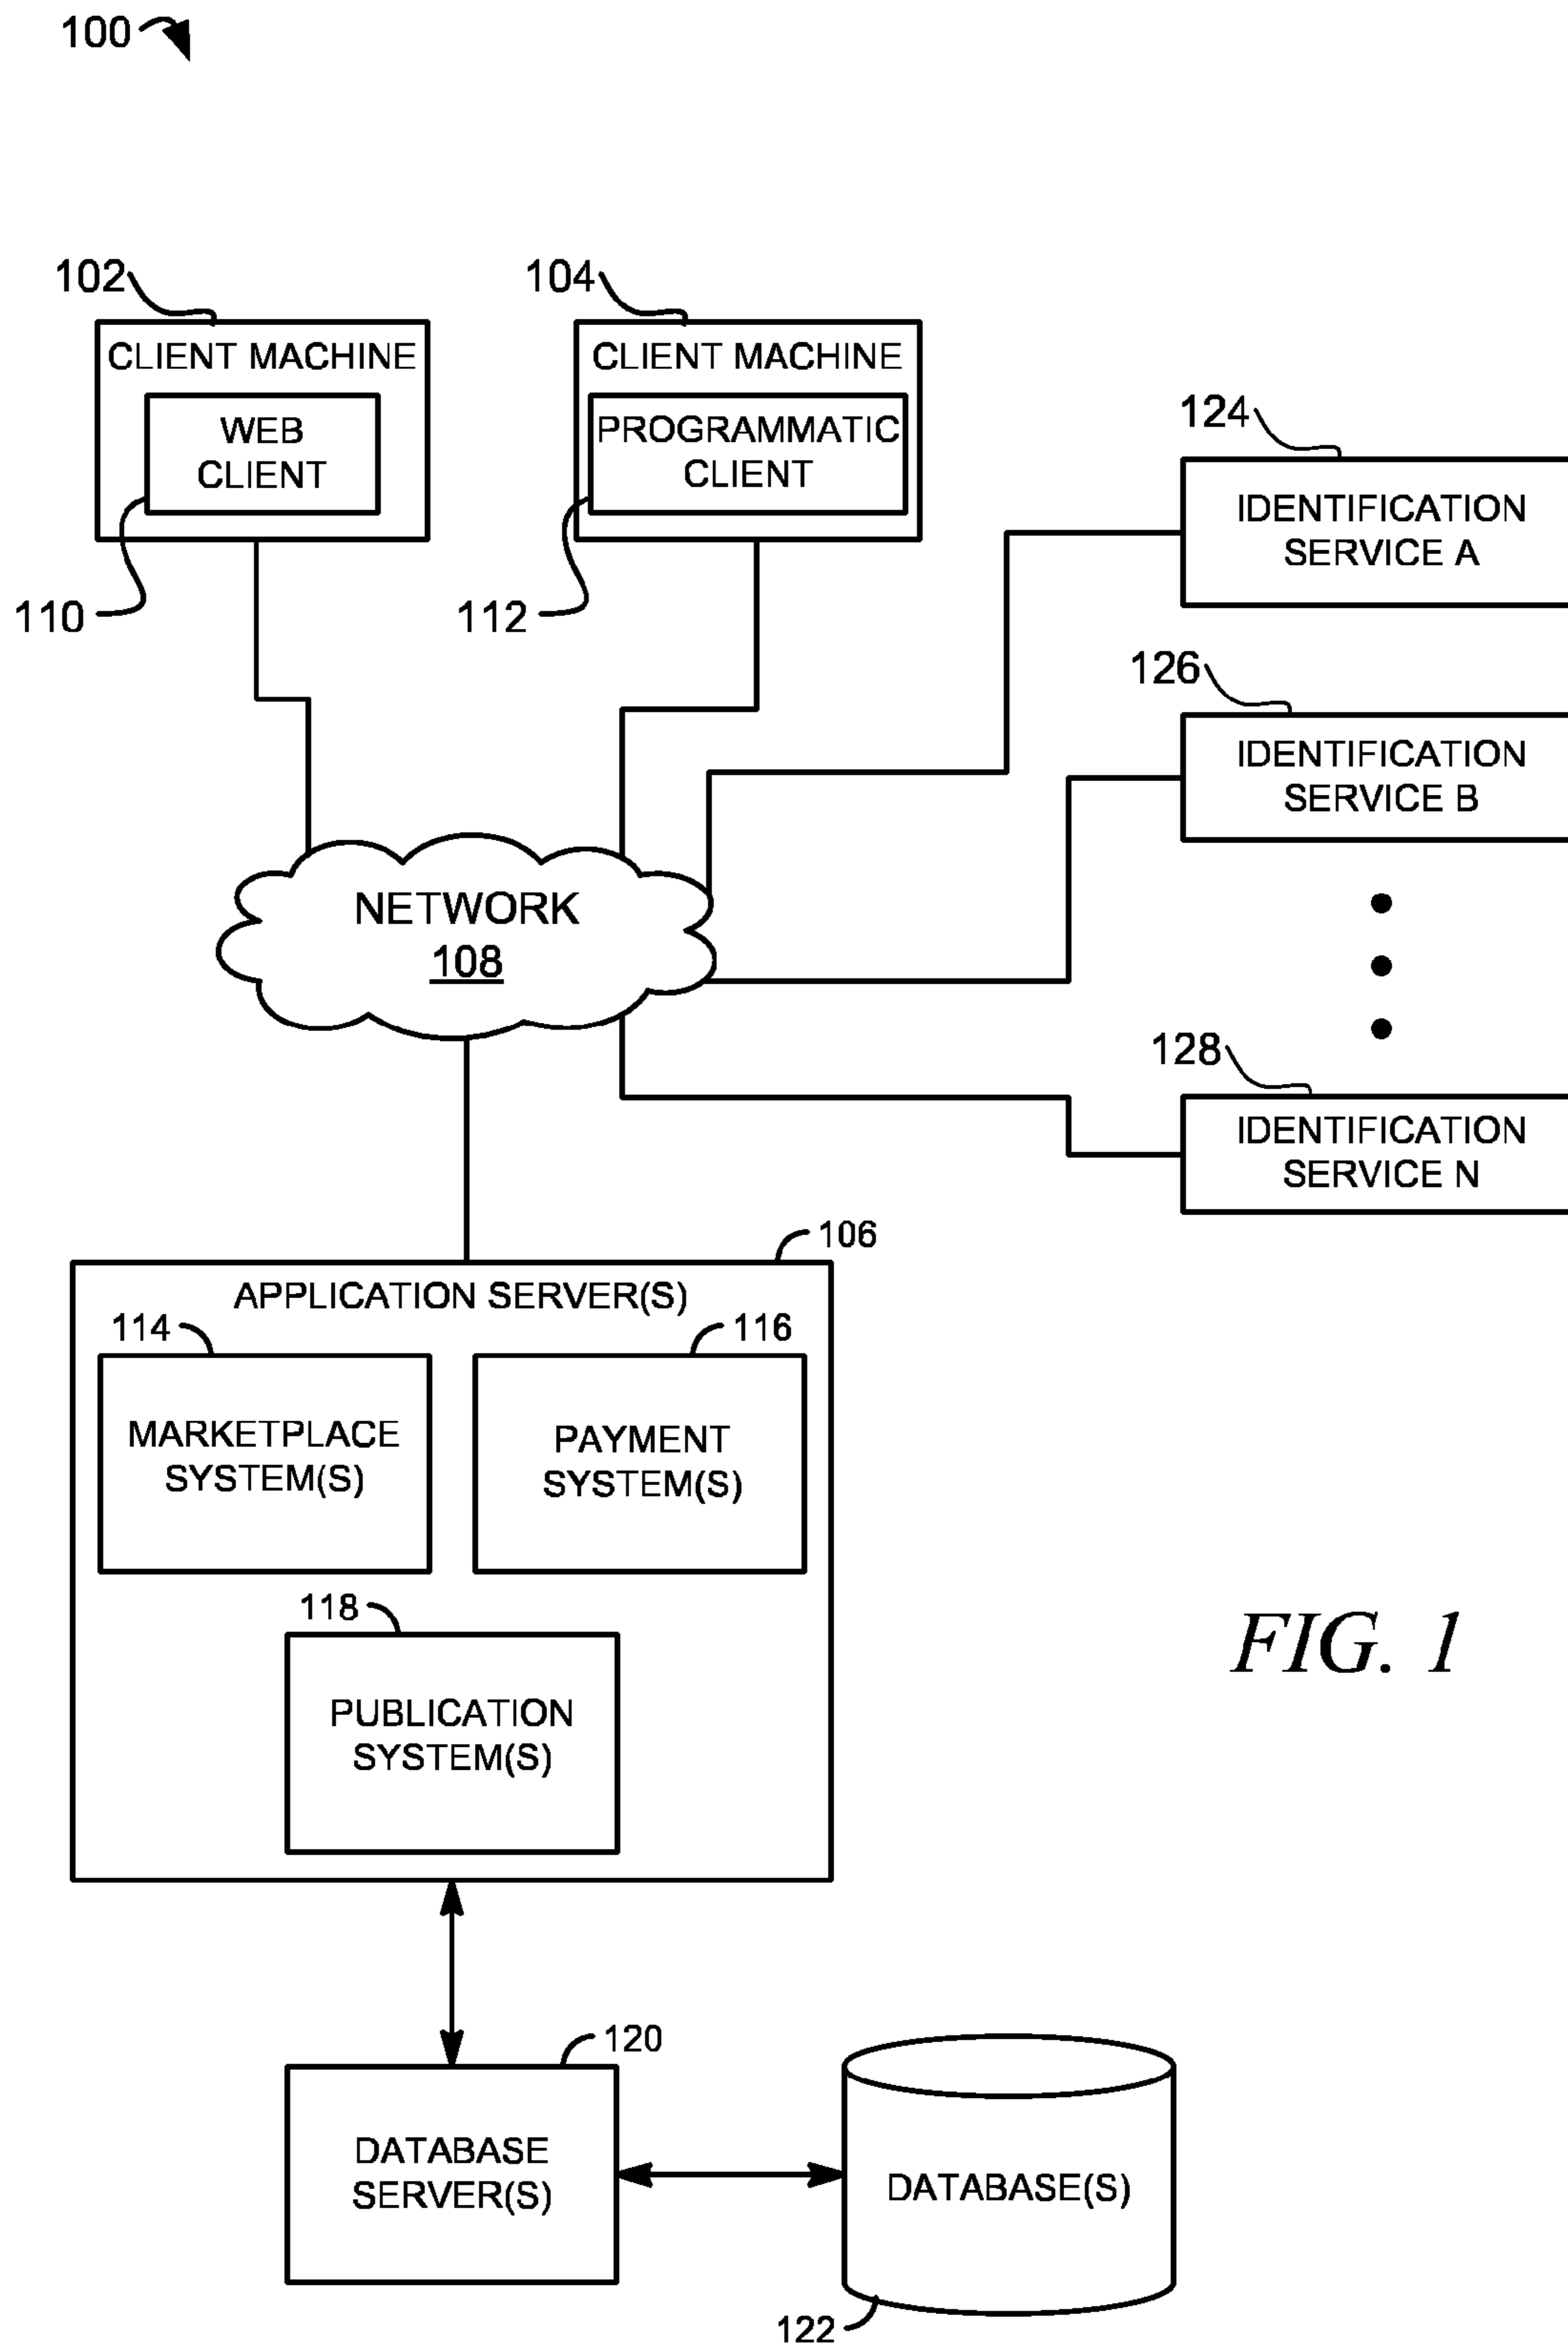 100
102
104
CLIENT MACHINE
WEB
CLIENT
CLIENT MACHINE
PROGRAMMATIC
CLIENT
110
112
124
IDENTIFICATION
SERVICE A
126
IDENTIFICATION
SERVICE B
128
IDENTIFICATION
SERVICE N
NETWORK
108
106
APPLICATION SERVER(S)
114
116
MARKETPLACE
SYSTEM(S)
PAYMENT
SYSTEM(S)
118
PUBLICATION
SYSTEM(S)
FIG. 1
120
DATABASE
SERVER(S)
DATABASE(S)
122